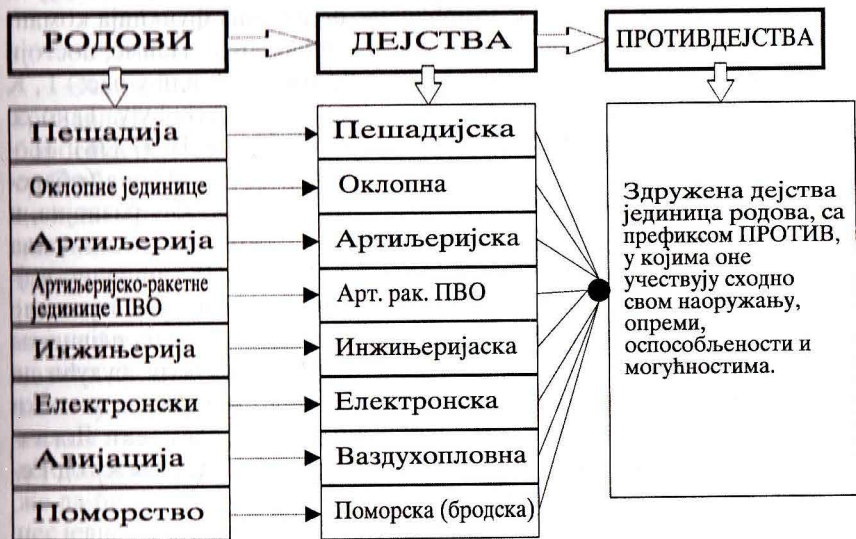 РОДОВИ
ДЕЈСТВА
ПРОТИВДЕЈСТВА
Пешадија
Пешадијска
Оклопне јединице
Оклопна
Артиљерија
Артиљеријска
Артиљеријско-ракетне
јединице ПВО
Арт. рак. ПВО
Инжињерија
Инжињеријаска
Електронски
Електронска
Авијација
Ваздухопловна
Поморство
Поморска (бродска)
Здружена дејства
јединица родова, са
префиксом ПРОТИВ,
у којима оне
учествују сходно
свом наоружању,
опреми,
оспособљености и
могућностима.